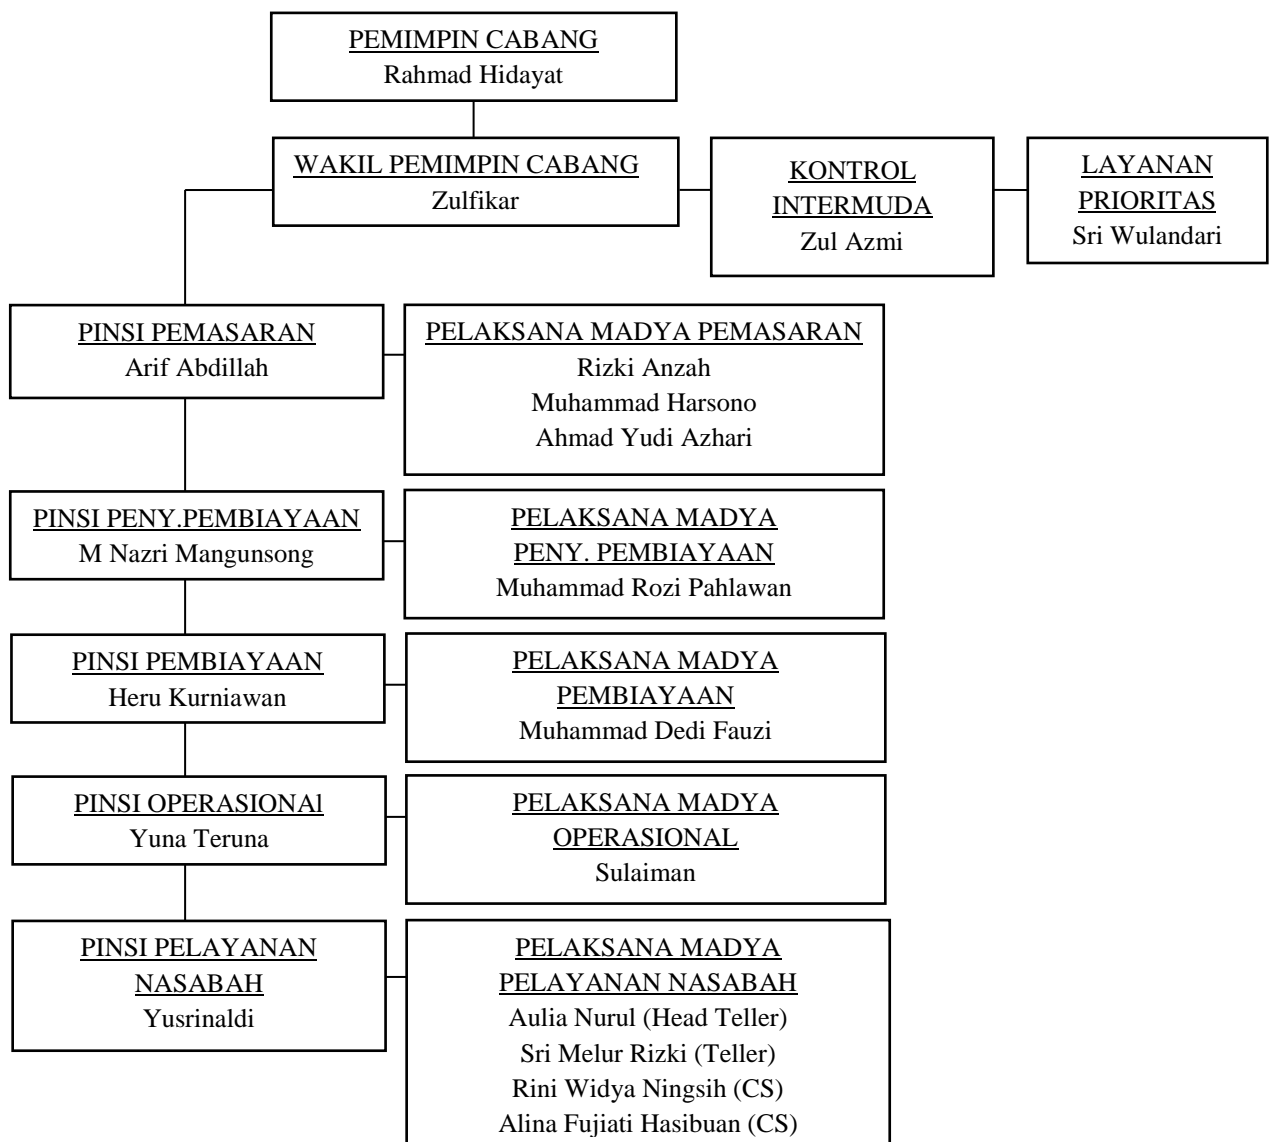 PEMIMPIN CABANG
Rahmad Hidayat
WAKIL PEMIMPIN CABANG
Zulfikar
KONTROL
INTERMUDA
Zul Azmi
LAYANAN
PRIORITAS
Sri Wulandari
PINSI PEMASARAN
Arif Abdillah
PELAKSANA MADYA PEMASARAN
Rizki Anzah
Muhammad Harsono
Ahmad Yudi Azhari
PINSI PENY.PEMBIAYAAN
M Nazri Mangunsong
PELAKSANA MADYA
PENY. PEMBIAYAAN
Muhammad Rozi Pahlawan
PINSI PEMBIAYAAN
Heru Kurniawan
PELAKSANA MADYA
PEMBIAYAAN
Muhammad Dedi Fauzi
PINSI OPERASIONAl
Yuna Teruna
PELAKSANA MADYA
OPERASIONAL
Sulaiman
PINSI PELAYANAN
NASABAH
Yusrinaldi
PELAKSANA MADYA
PELAYANAN NASABAH
Aulia Nurul (Head Teller)
Sri Melur Rizki (Teller)
Rini Widya Ningsih (CS)
Alina Fujiati Hasibuan (CS)